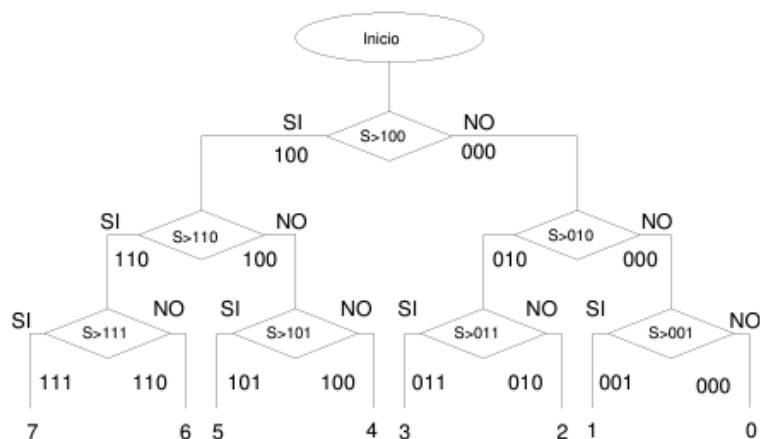 Inicio
SI NO
S>100
100 000
SI NO SI NO
S>110 S>010
110 100 010 000
SI NO SI NO SI NO SI NO
S>111 S>101 S>011 S>001
111 110 101 100 011 010 001 000
7 6 5 4 3 2 1 0